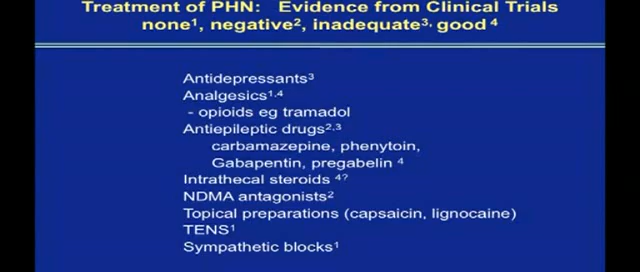 Treatment of PHN: Evidence from Clinical Trials
none¹, negative², inadequate³, good ⁴
Antidepressants³
Analgesics¹,⁴
- opioids eg tramadol
Antiepileptic drugs²,³
carbamazepine, phenytoin,
Gabapentin, pregabelin ⁴
Intrathecal steroids ⁴?
NDMA antagonists²
Topical preparations (capsaicin, lignocaine)
TENS¹
Sympathetic blocks¹